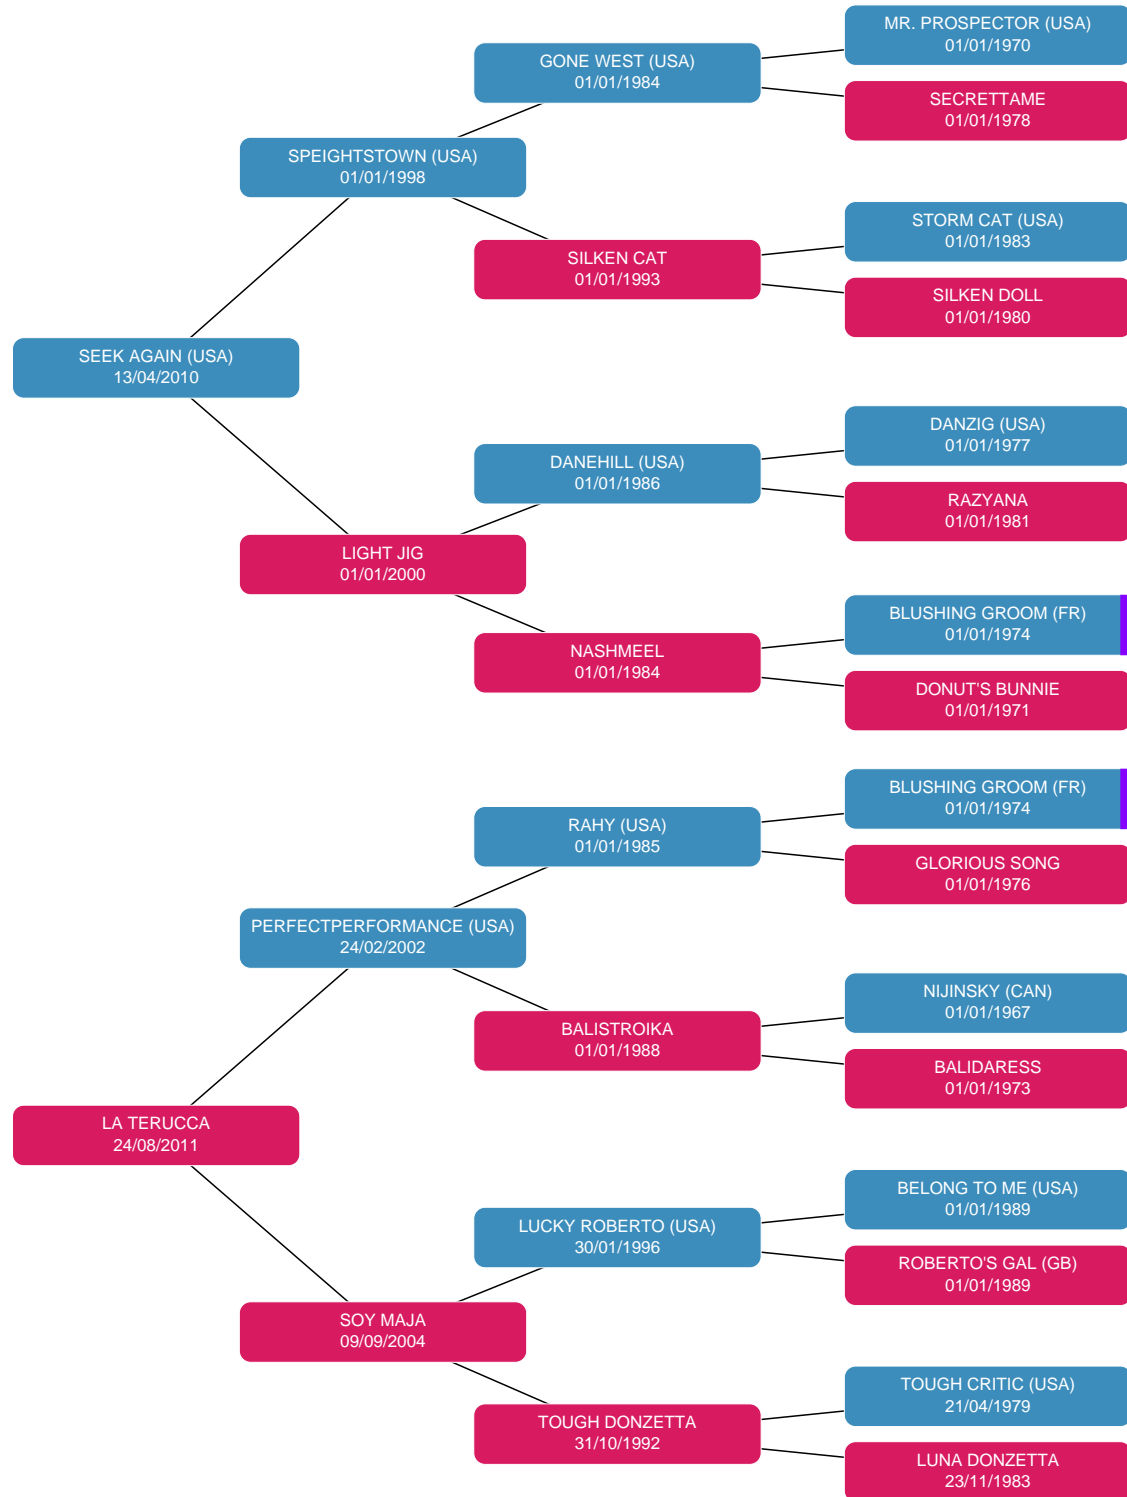 MR. PROSPECTOR (USA)
01/01/1970
GONE WEST (USA)
01/01/1984
SECRETTAME
01/01/1978
SPEIGHTSTOWN (USA)
01/01/1998
STORM CAT (USA)
01/01/1983
SILKEN CAT
01/01/1993
SILKEN DOLL
01/01/1980
SEEK AGAIN (USA)
13/04/2010
DANZIG (USA)
01/01/1977
DANEHILL (USA)
01/01/1986
RAZYANA
01/01/1981
LIGHT JIG
01/01/2000
BLUSHING GROOM (FR)
01/01/1974
NASHMEEL
01/01/1984
DONUT'S BUNNIE
01/01/1971
BLUSHING GROOM (FR)
01/01/1974
RAHY (USA)
01/01/1985
GLORIOUS SONG
01/01/1976
PERFECTPERFORMANCE (USA)
24/02/2002
NIJINSKY (CAN)
01/01/1967
BALISTROIKA
01/01/1988
BALIDARESS
01/01/1973
LA TERUCCA
24/08/2011
BELONG TO ME (USA)
01/01/1989
LUCKY ROBERTO (USA)
30/01/1996
ROBERTO'S GAL (GB)
01/01/1989
SOY MAJA
09/09/2004
TOUGH CRITIC (USA)
21/04/1979
TOUGH DONZETTA
31/10/1992
LUNA DONZETTA
23/11/1983